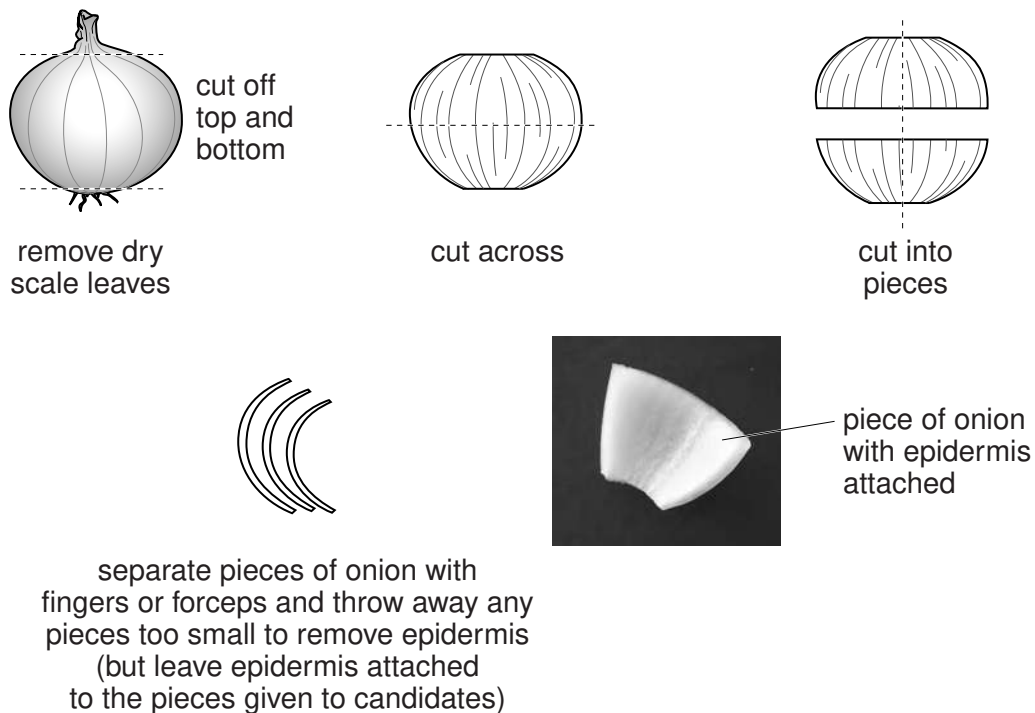 cut off
top and
bottom
remove dry
scale leaves
cut across
cut into
pieces
piece of onion
with epidermis
attached
separate pieces of onion with
fingers or forceps and throw away any
pieces too small to remove epidermis
(but leave epidermis attached
to the pieces given to candidates)